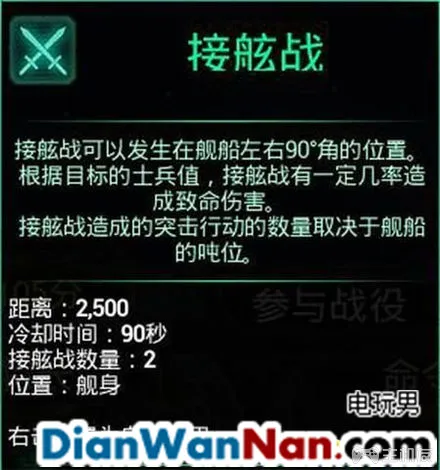 接舷战
接舷战可以发生在舰船左右90°角的位置。
根据目标的士兵值，接舷战有一定几率造
成致命伤害。
接舷战造成的突击行动的数量取决于舰船
的吨位。
参与战役
距离：2,500
冷却时间：90秒
接舷战数量：2
位置：舰身
电玩男
右
DianWanNan.com